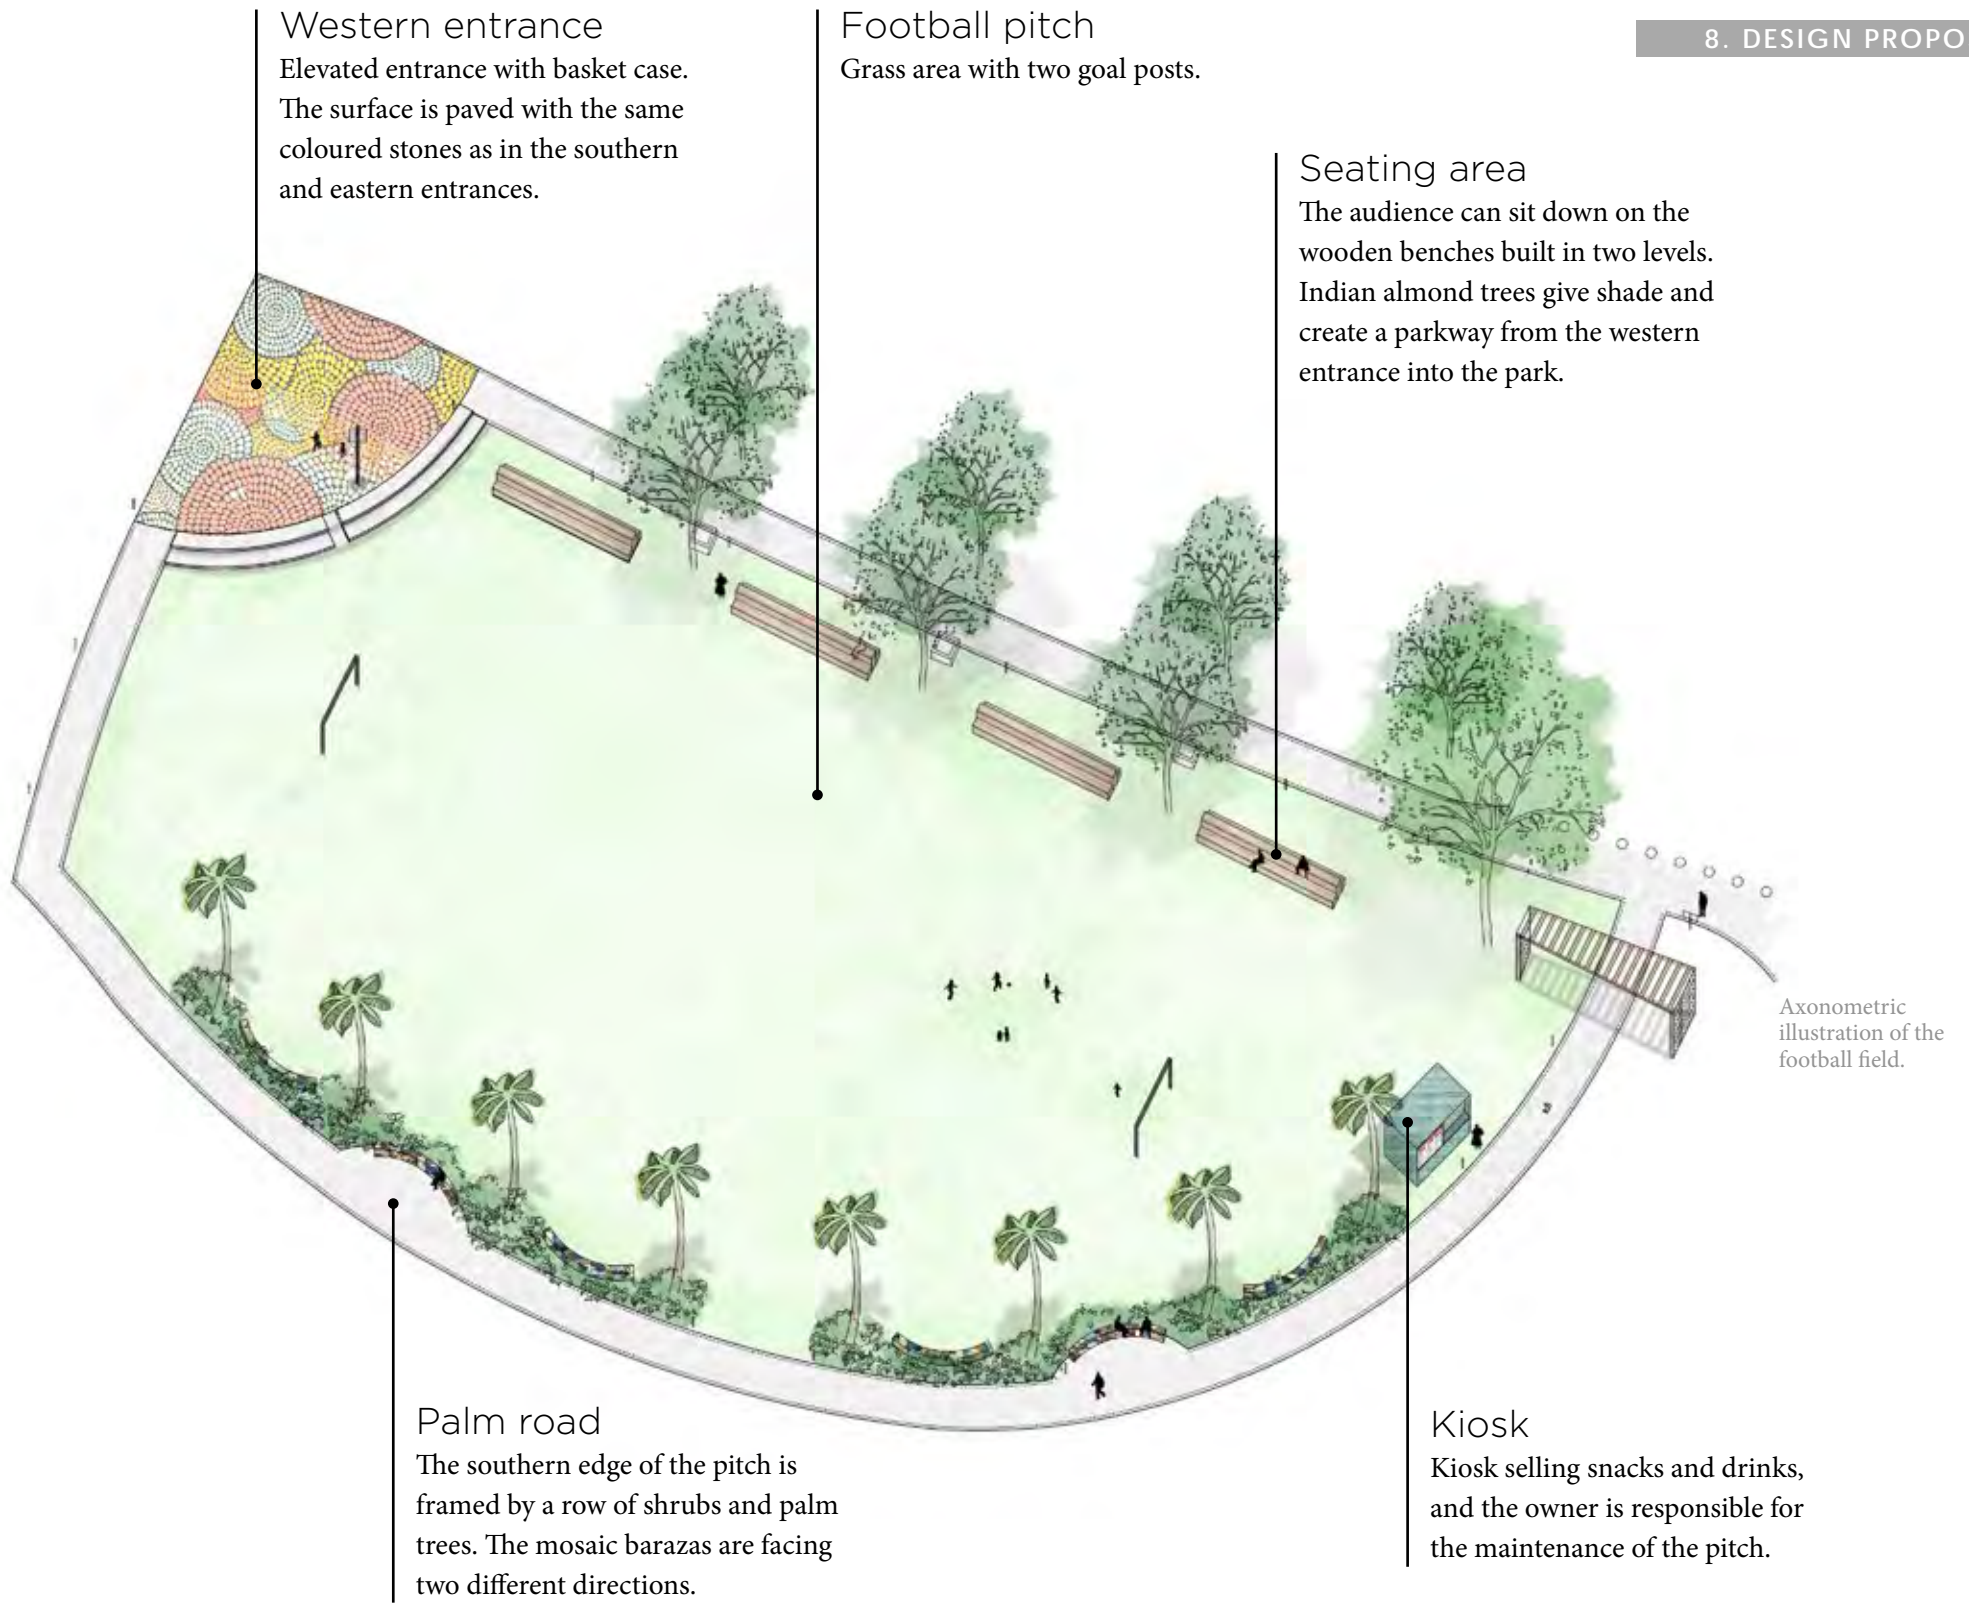 Western entrance
Elevated entrance with basket case.
The surface is paved with the same
coloured stones as in the southern
and eastern entrances.
Football pitch
Grass area with two goal posts.
8. DESIGN PROPO
Seating area
The audience can sit down on the
wooden benches built in two levels.
Indian almond trees give shade and
create a parkway from the western
entrance into the park.
Axonometric
illustration of the
football field.
Palm road
The southern edge of the pitch is
framed by a row of shrubs and palm
trees. The mosaic barazas are facing
two different directions.
Kiosk
Kiosk selling snacks and drinks,
and the owner is responsible for
the maintenance of the pitch.